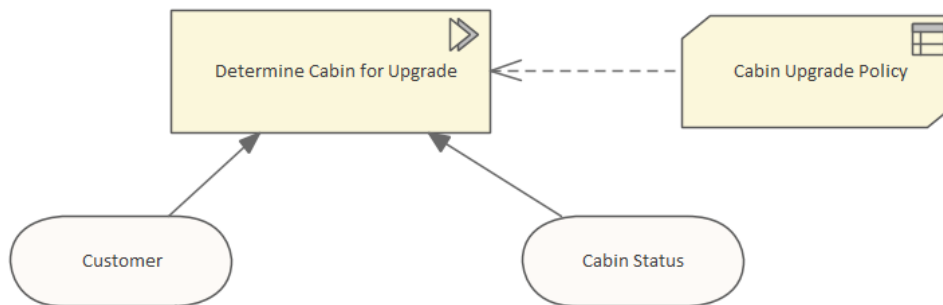 Determine Cabin for Upgrade
Cabin Upgrade Policy
Customer
Cabin Status